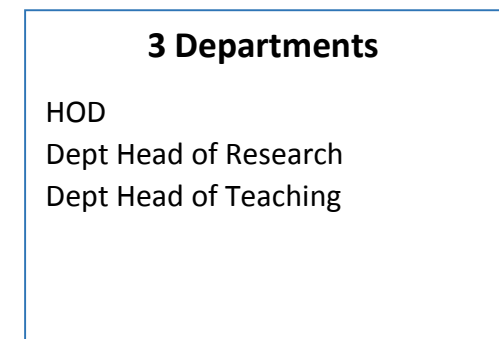 3 Departments
HOD
Dept Head of Research
Dept Head of Teaching